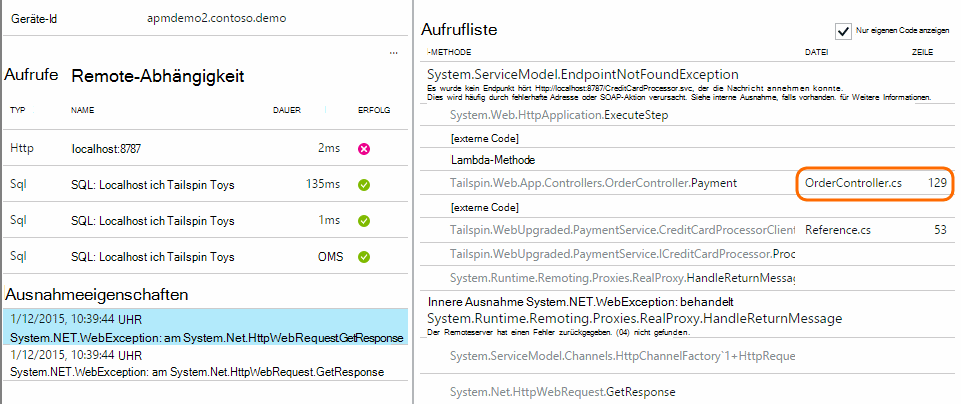 Geräte-Id apmdemo2.contoso.demo
...
Aufrufe Remote-Abhängigkeit
TYP NAME DAUER ERFOLG
Http localhost:8787 2ms
Sql SQL: Localhost ich Tailspin Toys 135ms
Sql SQL: Localhost ich Tailspin Toys 1ms
Sql SQL: Localhost ich Tailspin Toys OMS
Ausnahmeeigenschaften
1/12/2015, 10:39:44 UHR
System.NET.WebException: am System.Net.HttpWebRequest.GetResponse
1/12/2015, 10:39:44 UHR
System.NET.WebException: am System.Net.HttpWebRequest.GetResponse
Aufrufliste
Nur eigenen Code anzeigen
-METHODE DATEI ZEILE
System.ServiceModel.EndpointNotFoundException
Es wurde kein Endpunkt hört Http://localhost:8787/CreditCardProcessor.svc, der die Nachricht annehmen konnte.
Dies wird häufig durch fehlerhafte Adresse oder SOAP-Aktion verursacht. Siehe interne Ausnahme, falls vorhanden. für Weitere Informationen.
System.Web.HttpApplication.ExecuteStep
[externe Code]
Lambda-Methode
Tailspin.Web.App.Controllers.OrderController.Payment OrderController.cs 129
[externe Code]
Tailspin.WebUpgraded.PaymentService.CreditCardProcessorClient Reference.cs 53
Tailspin.WebUpgraded.PaymentService.ICreditCardProcessor.Proc
System.Runtime.Remoting.Proxies.RealProxy.HandleReturnMessag
Innere Ausnahme System.NET.WebException: behandelt
System.Runtime.Remoting.Proxies.RealProxy.HandleReturnMessage
Der Remoteserver hat einen Fehler zurückgegeben. (04) nicht gefunden.
System.ServiceModel.Channels.HttpChannelFactory`1+HttpReque
System.Net.HttpWebRequest.GetResponse